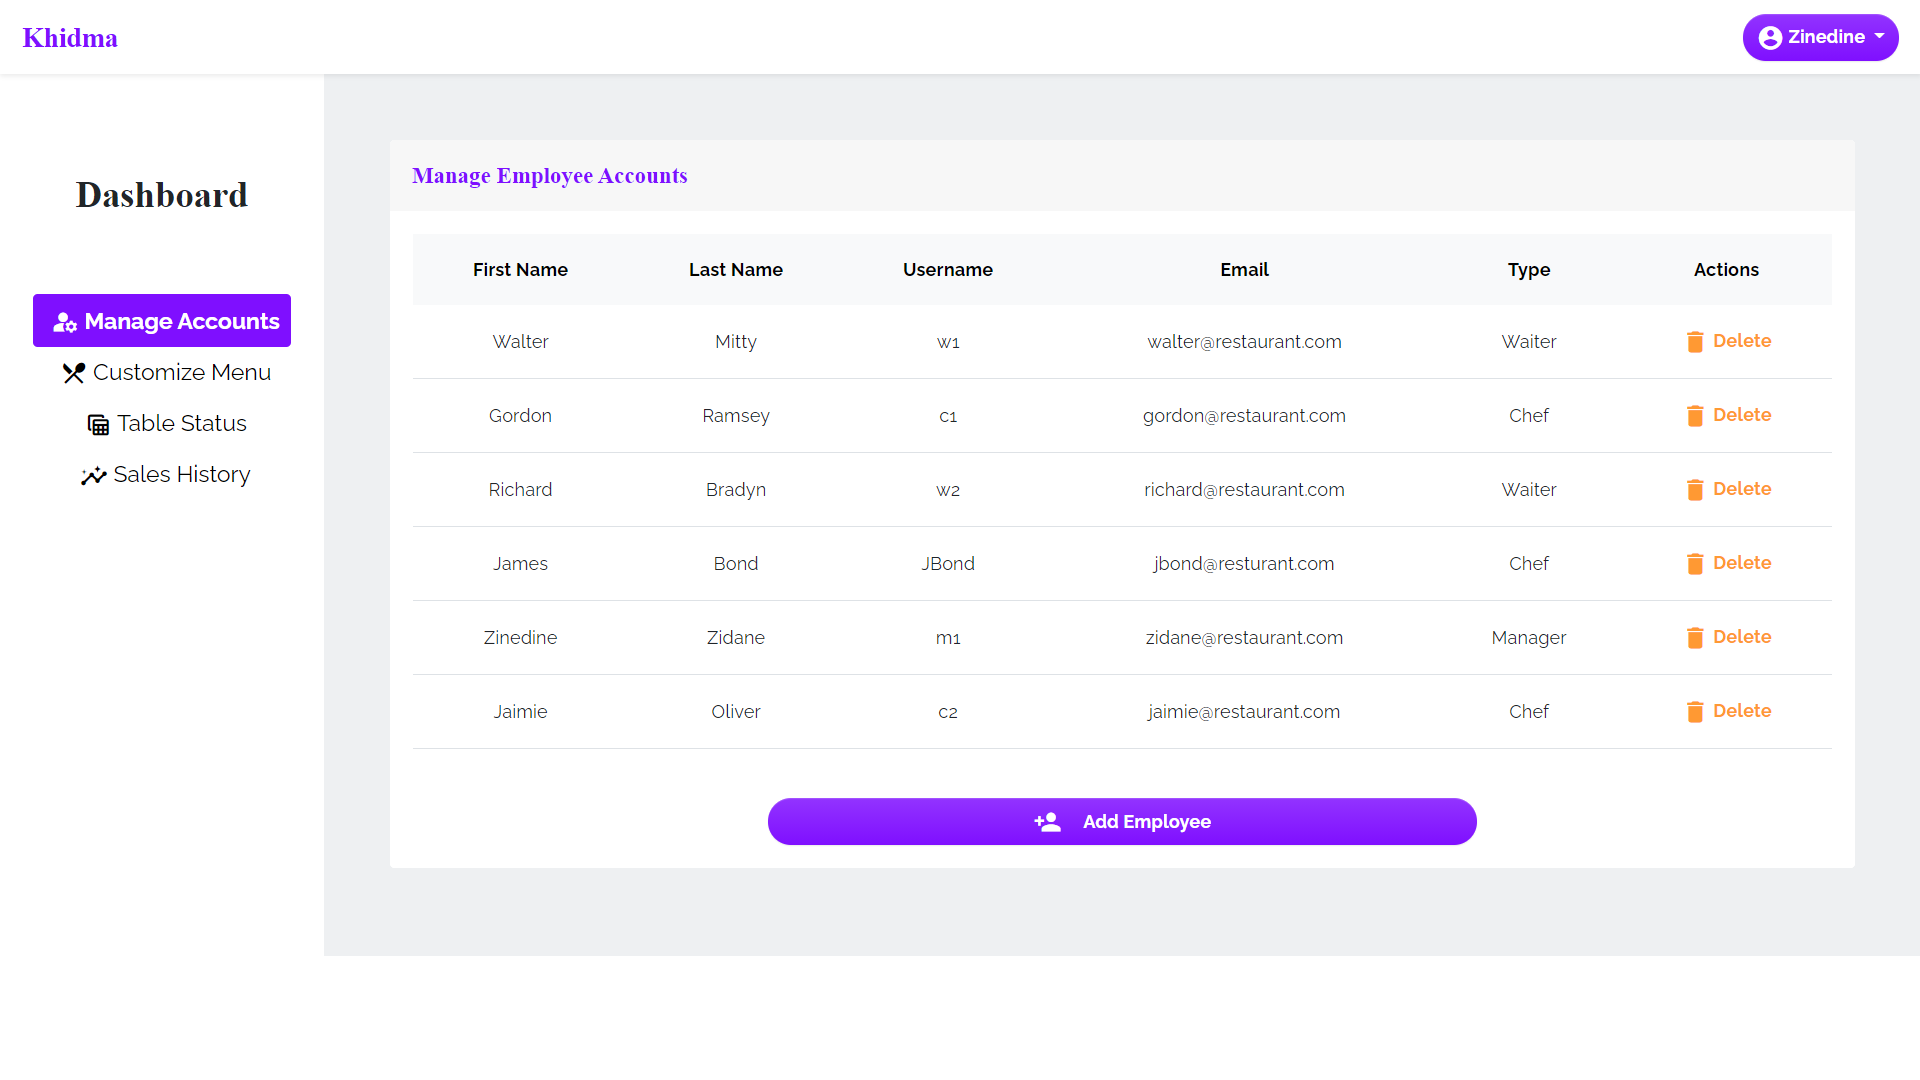 Khidma
Zinedine
Dashboard
Manage Accounts
Customize Menu
Table Status
Sales History
Manage Employee Accounts
First Name Last Name Username Email Type Actions
Walter Mitty w1 walter@restaurant.com Waiter Delete
Gordon Ramsey c1 gordon@restaurant.com Chef Delete
Richard Bradyn w2 richard@restaurant.com Waiter Delete
James Bond JBond jbond@resturant.com Chef Delete
Zinedine Zidane m1 zidane@restaurant.com Manager Delete
Jaimie Oliver c2 jaimie@restaurant.com Chef Delete
Add Employee